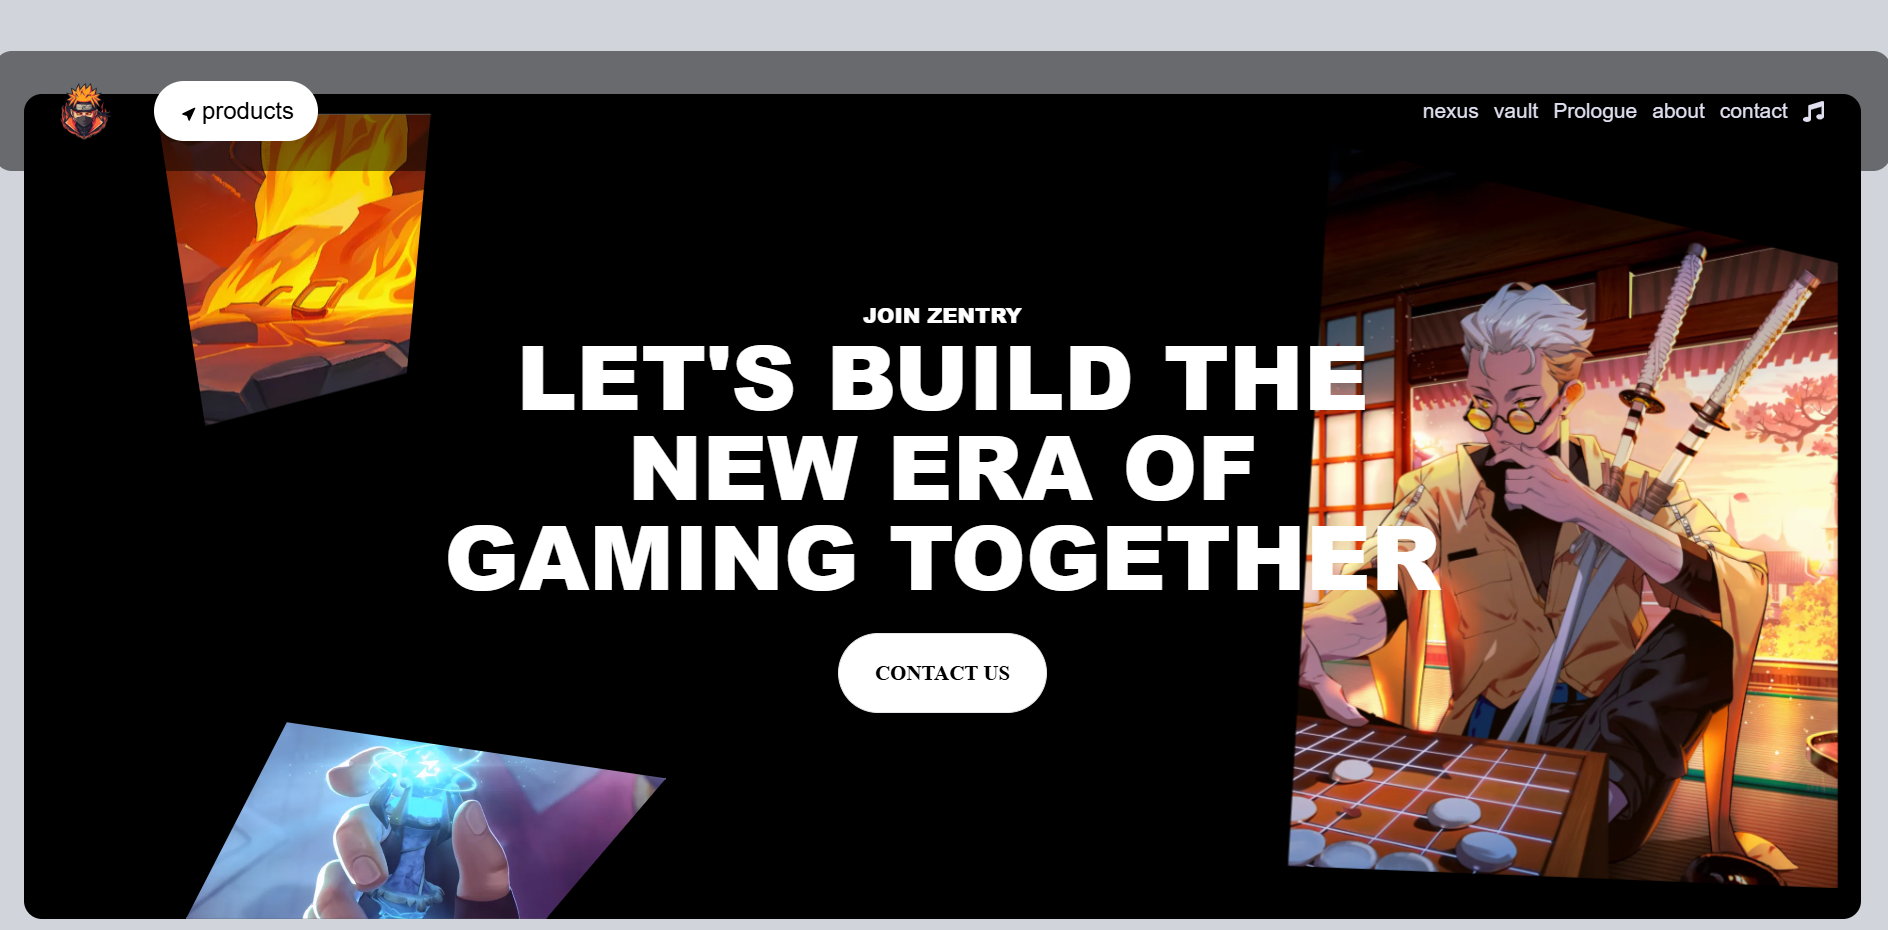 products
nexus vault Prologue about contact
JOIN ZENTRY
LET'S BUILD THE
NEW ERA OF
GAMING TOGETHER
CONTACT US